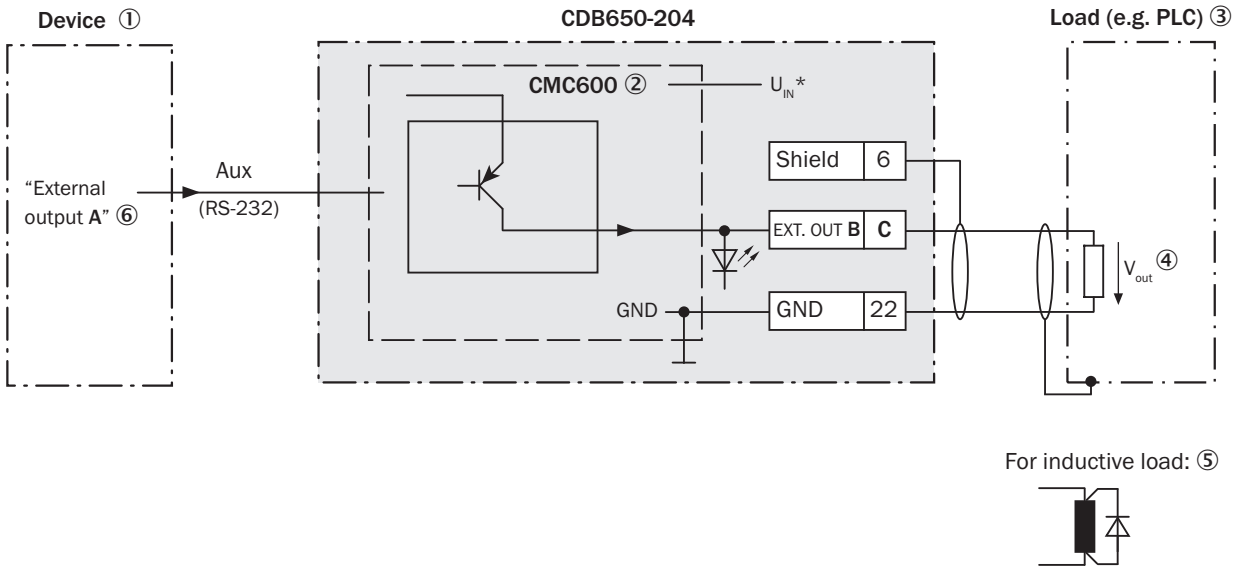 Device ①
CDB650-204
Load (e.g. PLC) ③
CMC600 ②
U_IN*
Shield 6
Aux
(RS-232)
"External
output A" ⑥
EXT. OUT B C
V_out ④
GND
GND 22
For inductive load: ⑤